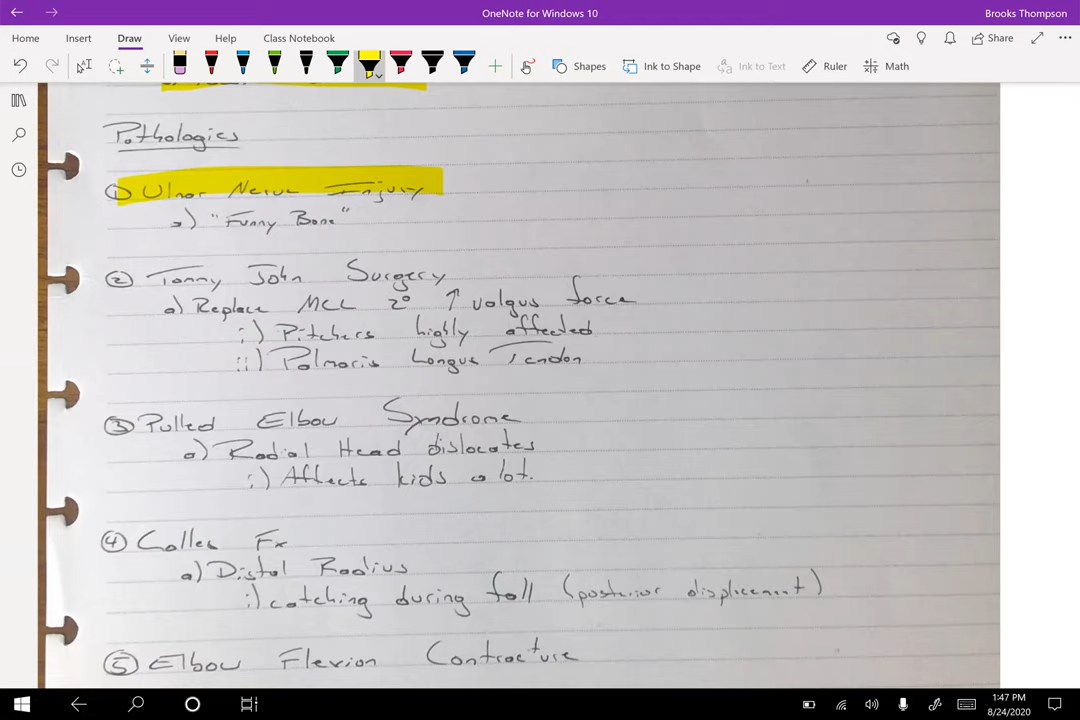 OneNote for Windows 10
Brooks Thompson
Home Insert Draw View Help Class Notebook
Share
Shapes Ink to Shape Ink to Text Ruler Math
Pathologies
① Ulnar Nerve Injury
a) "Funny Bone"
② Tommy John Surgery
a) Replace MCL 2° ↑ valgus force
i) Pitchers highly affected
ii) Palmaris Longus Tendon
③ Pulled Elbow Syndrome
a) Radial Head dislocates
i) Affects kids a lot.
④ Colles Fx
a) Distal Radius
i) catching during fall (posterior displacement)
⑤ Elbow Flexion Contracture
1:47 PM
8/24/2020